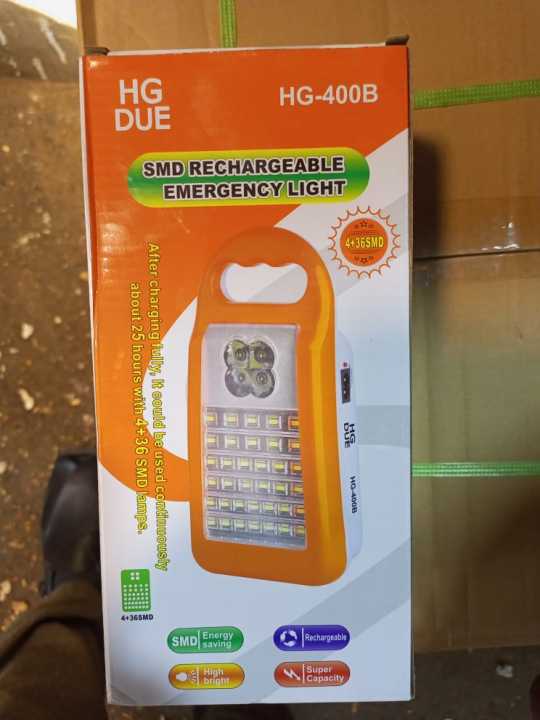 HG
DUE
HG-400B
SMD RECHARGEABLE
EMERGENCY LIGHT
4+36SMD
After charging fully, it could be used continuously
about 25 hours with 4+36 SMD lamps.
HG
DUE
HG-400B
4+36SMD
SMD
Energy
saving
Rechargeable
High
bright
Super
Capacity